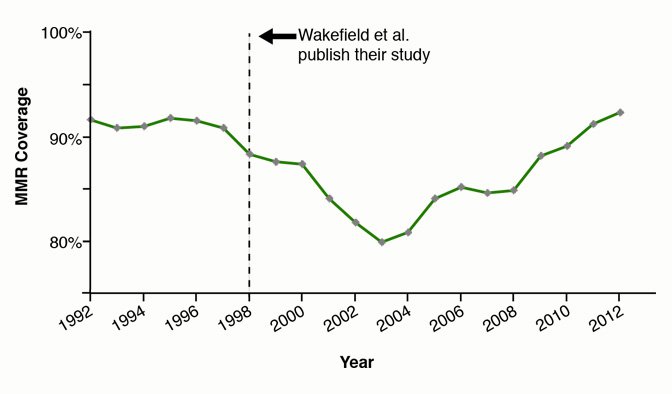 100%
Wakefield et al.
publish their study
90%
80%
MMR Coverage
1992 1994 1996 1998 2000 2002 2004 2006 2008 2010 2012
Year